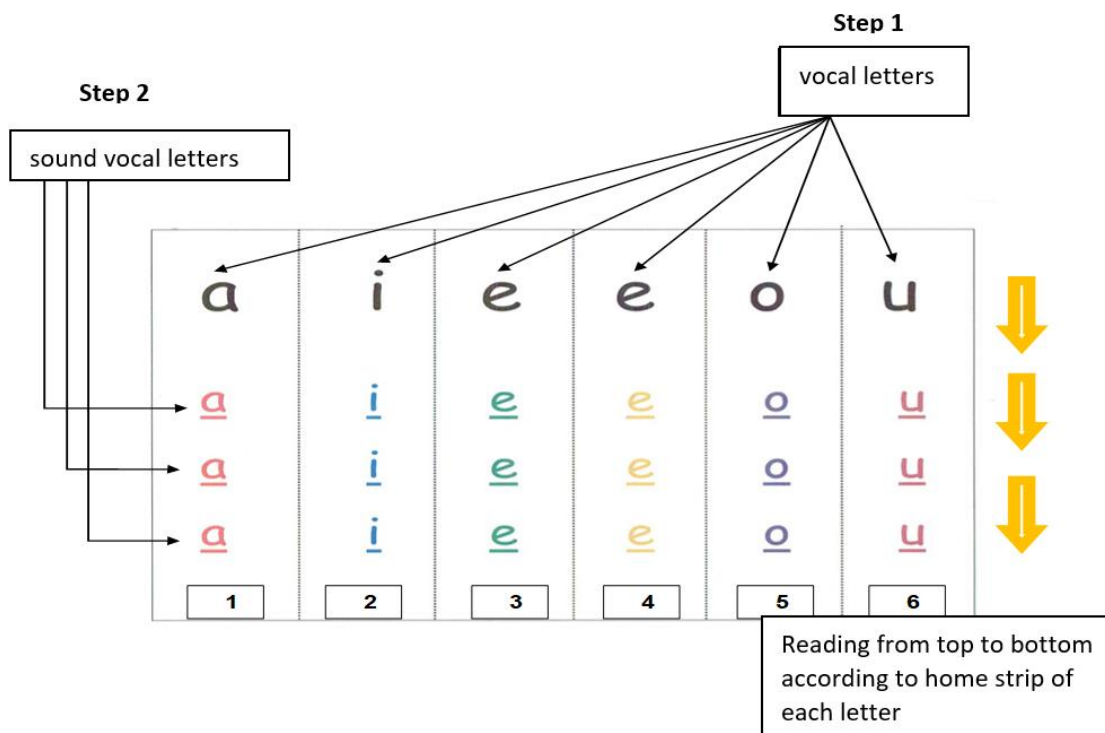 Step 1
vocal letters
Step 2
sound vocal letters
a i e e o u
a i e e o u
a i e e o u
a i e e o u
1 2 3 4 5 6
Reading from top to bottom
according to home strip of
each letter